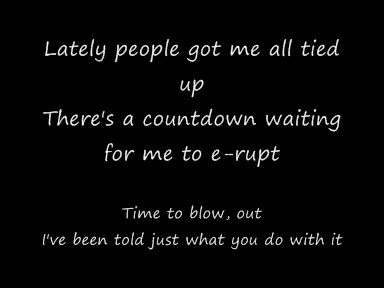 Lately people got me all tied
up
There's a countdown waiting
for me to e-rupt
Time to blow, out
I've been told just what you do with it